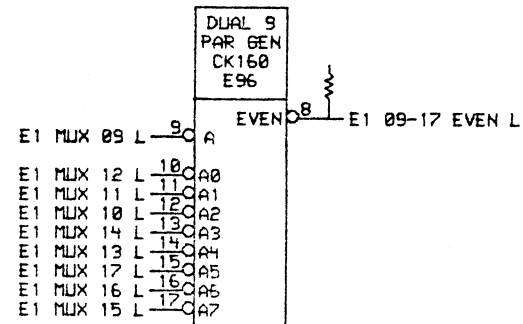 DUAL 9
PAR GEN
CK160
E96
EVEN 8 E1 09-17 EVEN L
E1 MUX 09 L 9 A
E1 MUX 12 L 10 A0
E1 MUX 11 L 11 A1
E1 MUX 10 L 12 A2
E1 MUX 14 L 13 A3
E1 MUX 13 L 14 A4
E1 MUX 17 L 15 A5
E1 MUX 16 L 16 A6
E1 MUX 15 L 17 A7